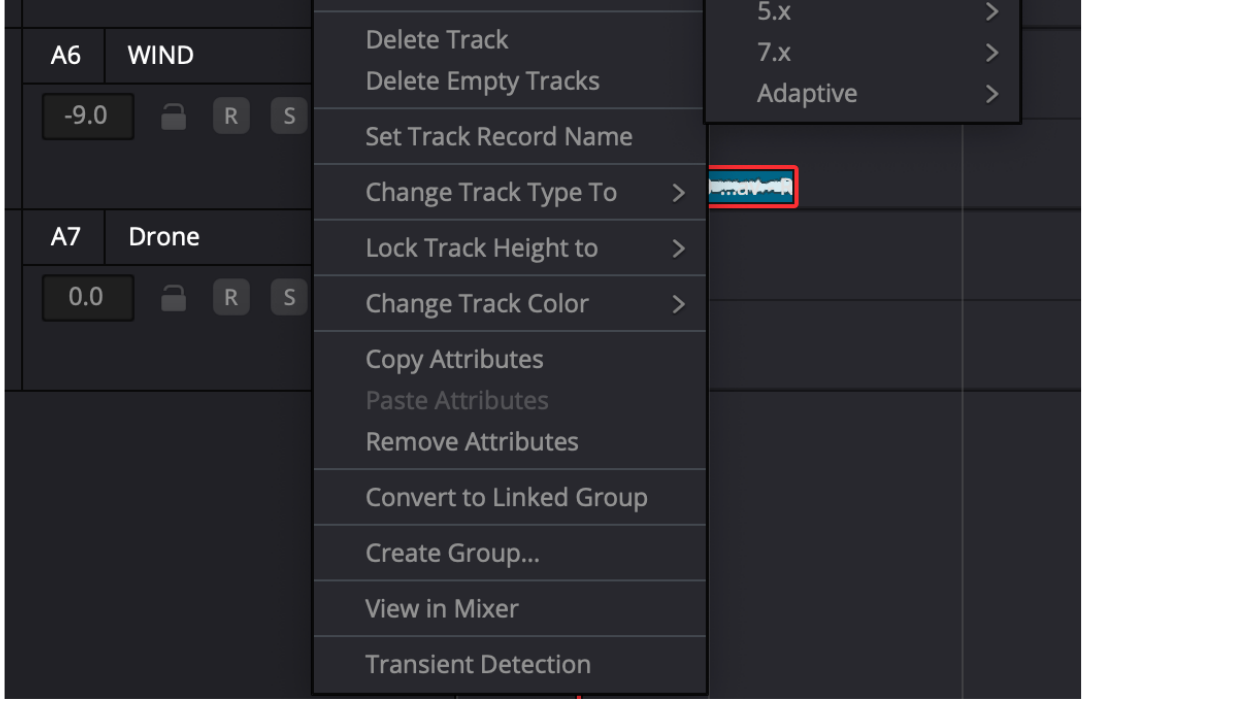 A6 WIND
-9.0 R S
A7 Drone
0.0 R S
Delete Track
Delete Empty Tracks
Set Track Record Name
Change Track Type To
Lock Track Height to
Change Track Color
Copy Attributes
Paste Attributes
Remove Attributes
Convert to Linked Group
Create Group...
View in Mixer
Transient Detection
5.x
7.x
Adaptive